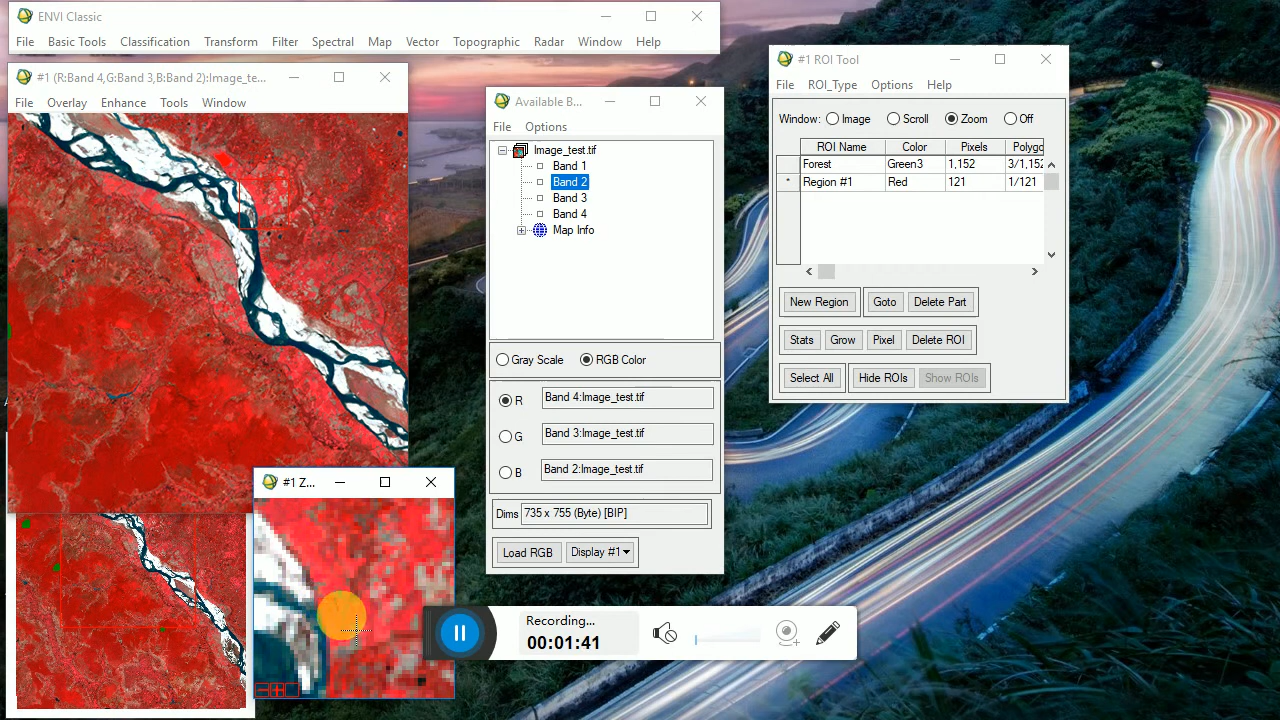 ENVI Classic
File Basic Tools Classification Transform Filter Spectral Map Vector Topographic Radar Window Help
#1 (R:Band 4,G:Band 3,B:Band 2):Image_te...
File Overlay Enhance Tools Window
#1 Z...
Available B...
File Options
Image_test.tif
Band 1
Band 2
Band 3
Band 4
Map Info
Gray Scale RGB Color
R Band 4:Image_test.tif
G Band 3:Image_test.tif
B Band 2:Image_test.tif
Dims 735 x 755 (Byte) [BIP]
Load RGB Display #1
#1 ROI Tool
File ROI_Type Options Help
Window: Image Scroll Zoom Off
ROI Name Color Pixels Polygo
Forest Green3 1,152 3/1,152
* Region #1 Red 121 1/121
New Region Goto Delete Part
Stats Grow Pixel Delete ROI
Select All Hide ROIs Show ROIs
Recording...
00:01:41